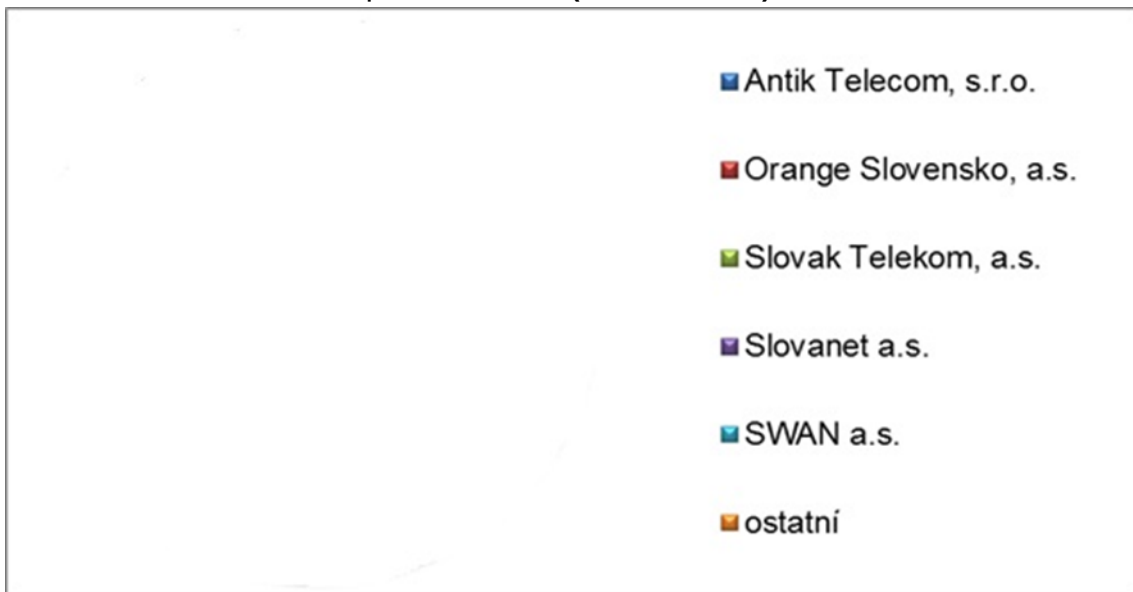 Antik Telecom, s.r.o.
Orange Slovensko, a.s.
Slovak Telekom, a.s.
Slovanet a.s.
SWAN a.s.
ostatní